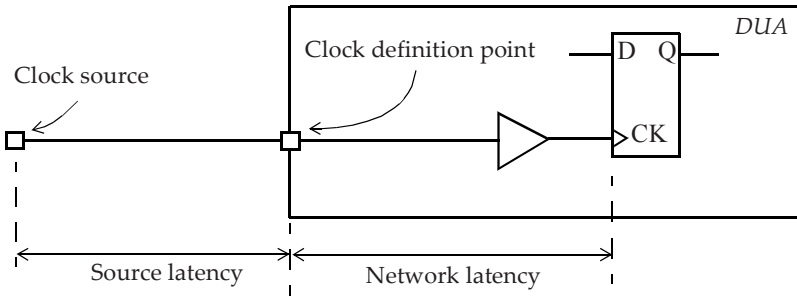 DUA
Clock definition point
D Q
Clock source
CK
Source latency
Network latency